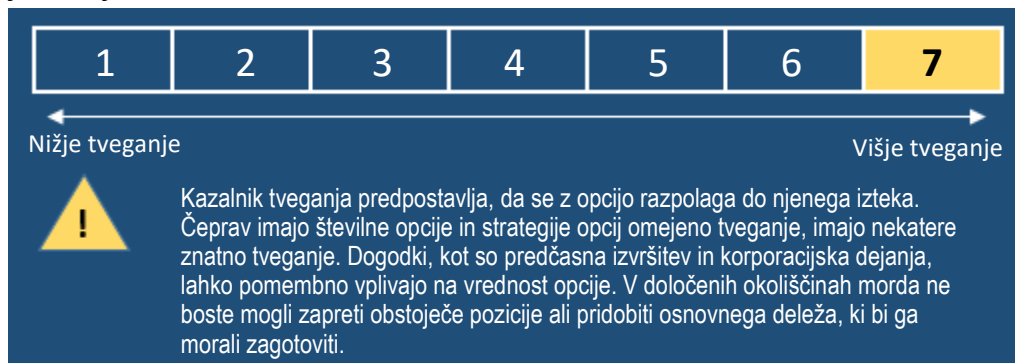 1 2 3 4 5 6 7
Nižje tveganje Višje tveganje
!
Kazalnik tveganja predpostavlja, da se z opcijo razpolaga do njenega izteka.
Čeprav imajo številne opcije in strategije opcij omejeno tveganje, imajo nekatere
znatno tveganje. Dogodki, kot so predčasna izvršitev in korporacijska dejanja,
lahko pomembno vplivajo na vrednost opcije. V določenih okoliščinah morda ne
boste mogli zapreti obstoječe pozicije ali pridobiti osnovnega deleža, ki bi ga
morali zagotoviti.